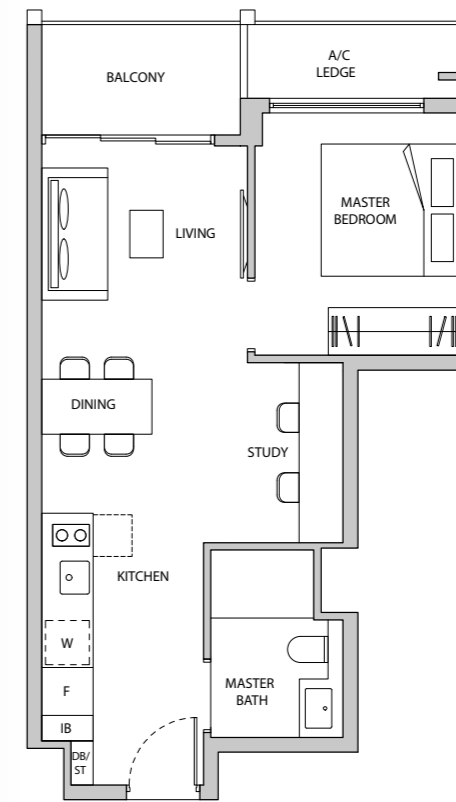 BALCONY
A/C
LEDGE
MASTER
BEDROOM
LIVING
DINING
STUDY
KITCHEN
W
F
MASTER
BATH
IB
DB/
ST